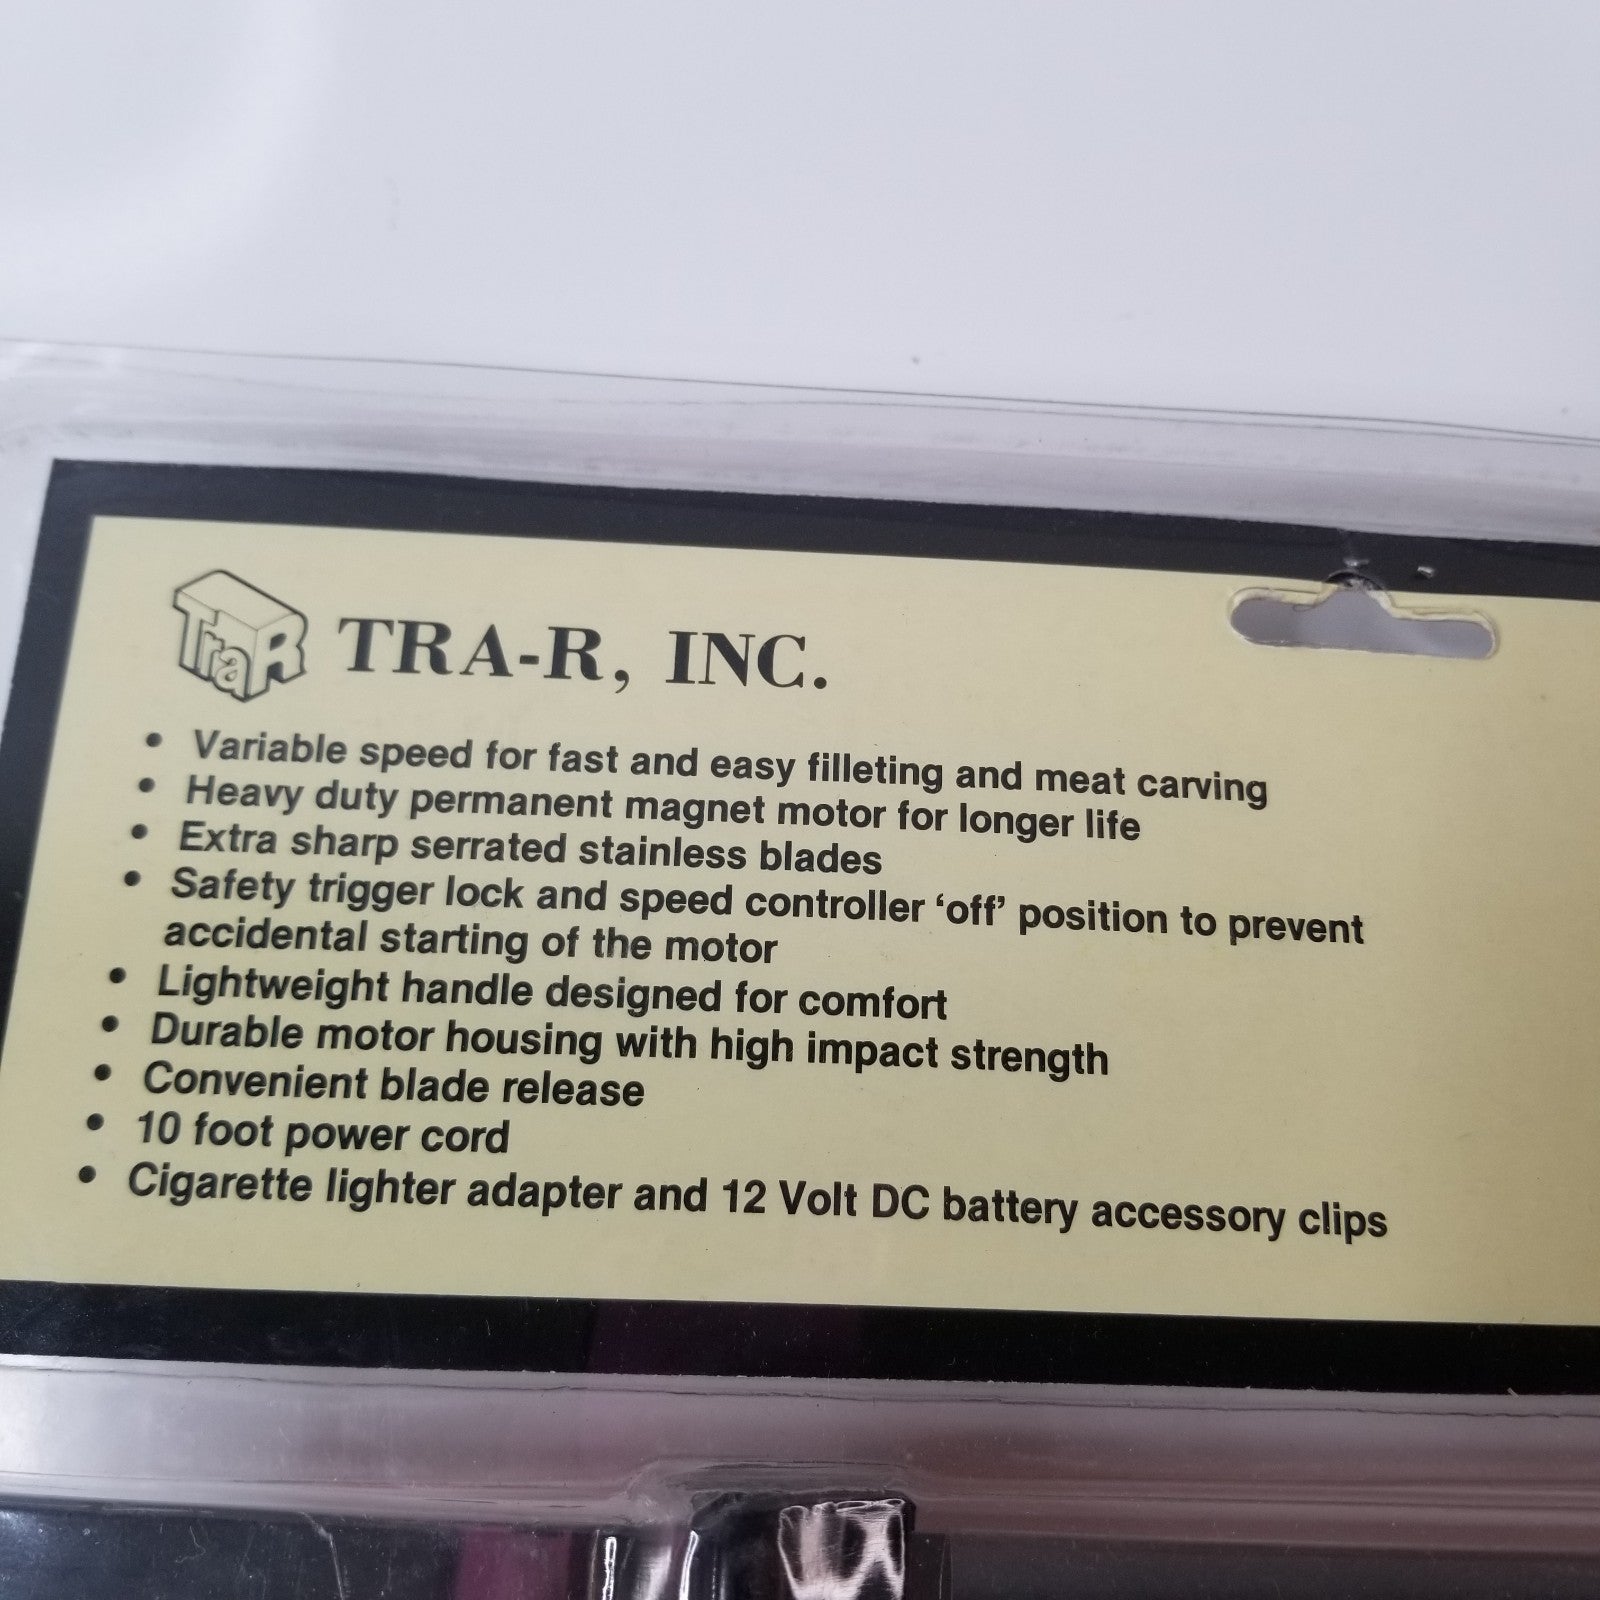 TraR TRA-R, INC.
• Variable speed for fast and easy filleting and meat carving
• Heavy duty permanent magnet motor for longer life
• Extra sharp serrated stainless blades
• Safety trigger lock and speed controller ‘off’ position to prevent
accidental starting of the motor
• Lightweight handle designed for comfort
• Durable motor housing with high impact strength
• Convenient blade release
• 10 foot power cord
• Cigarette lighter adapter and 12 Volt DC battery accessory clips